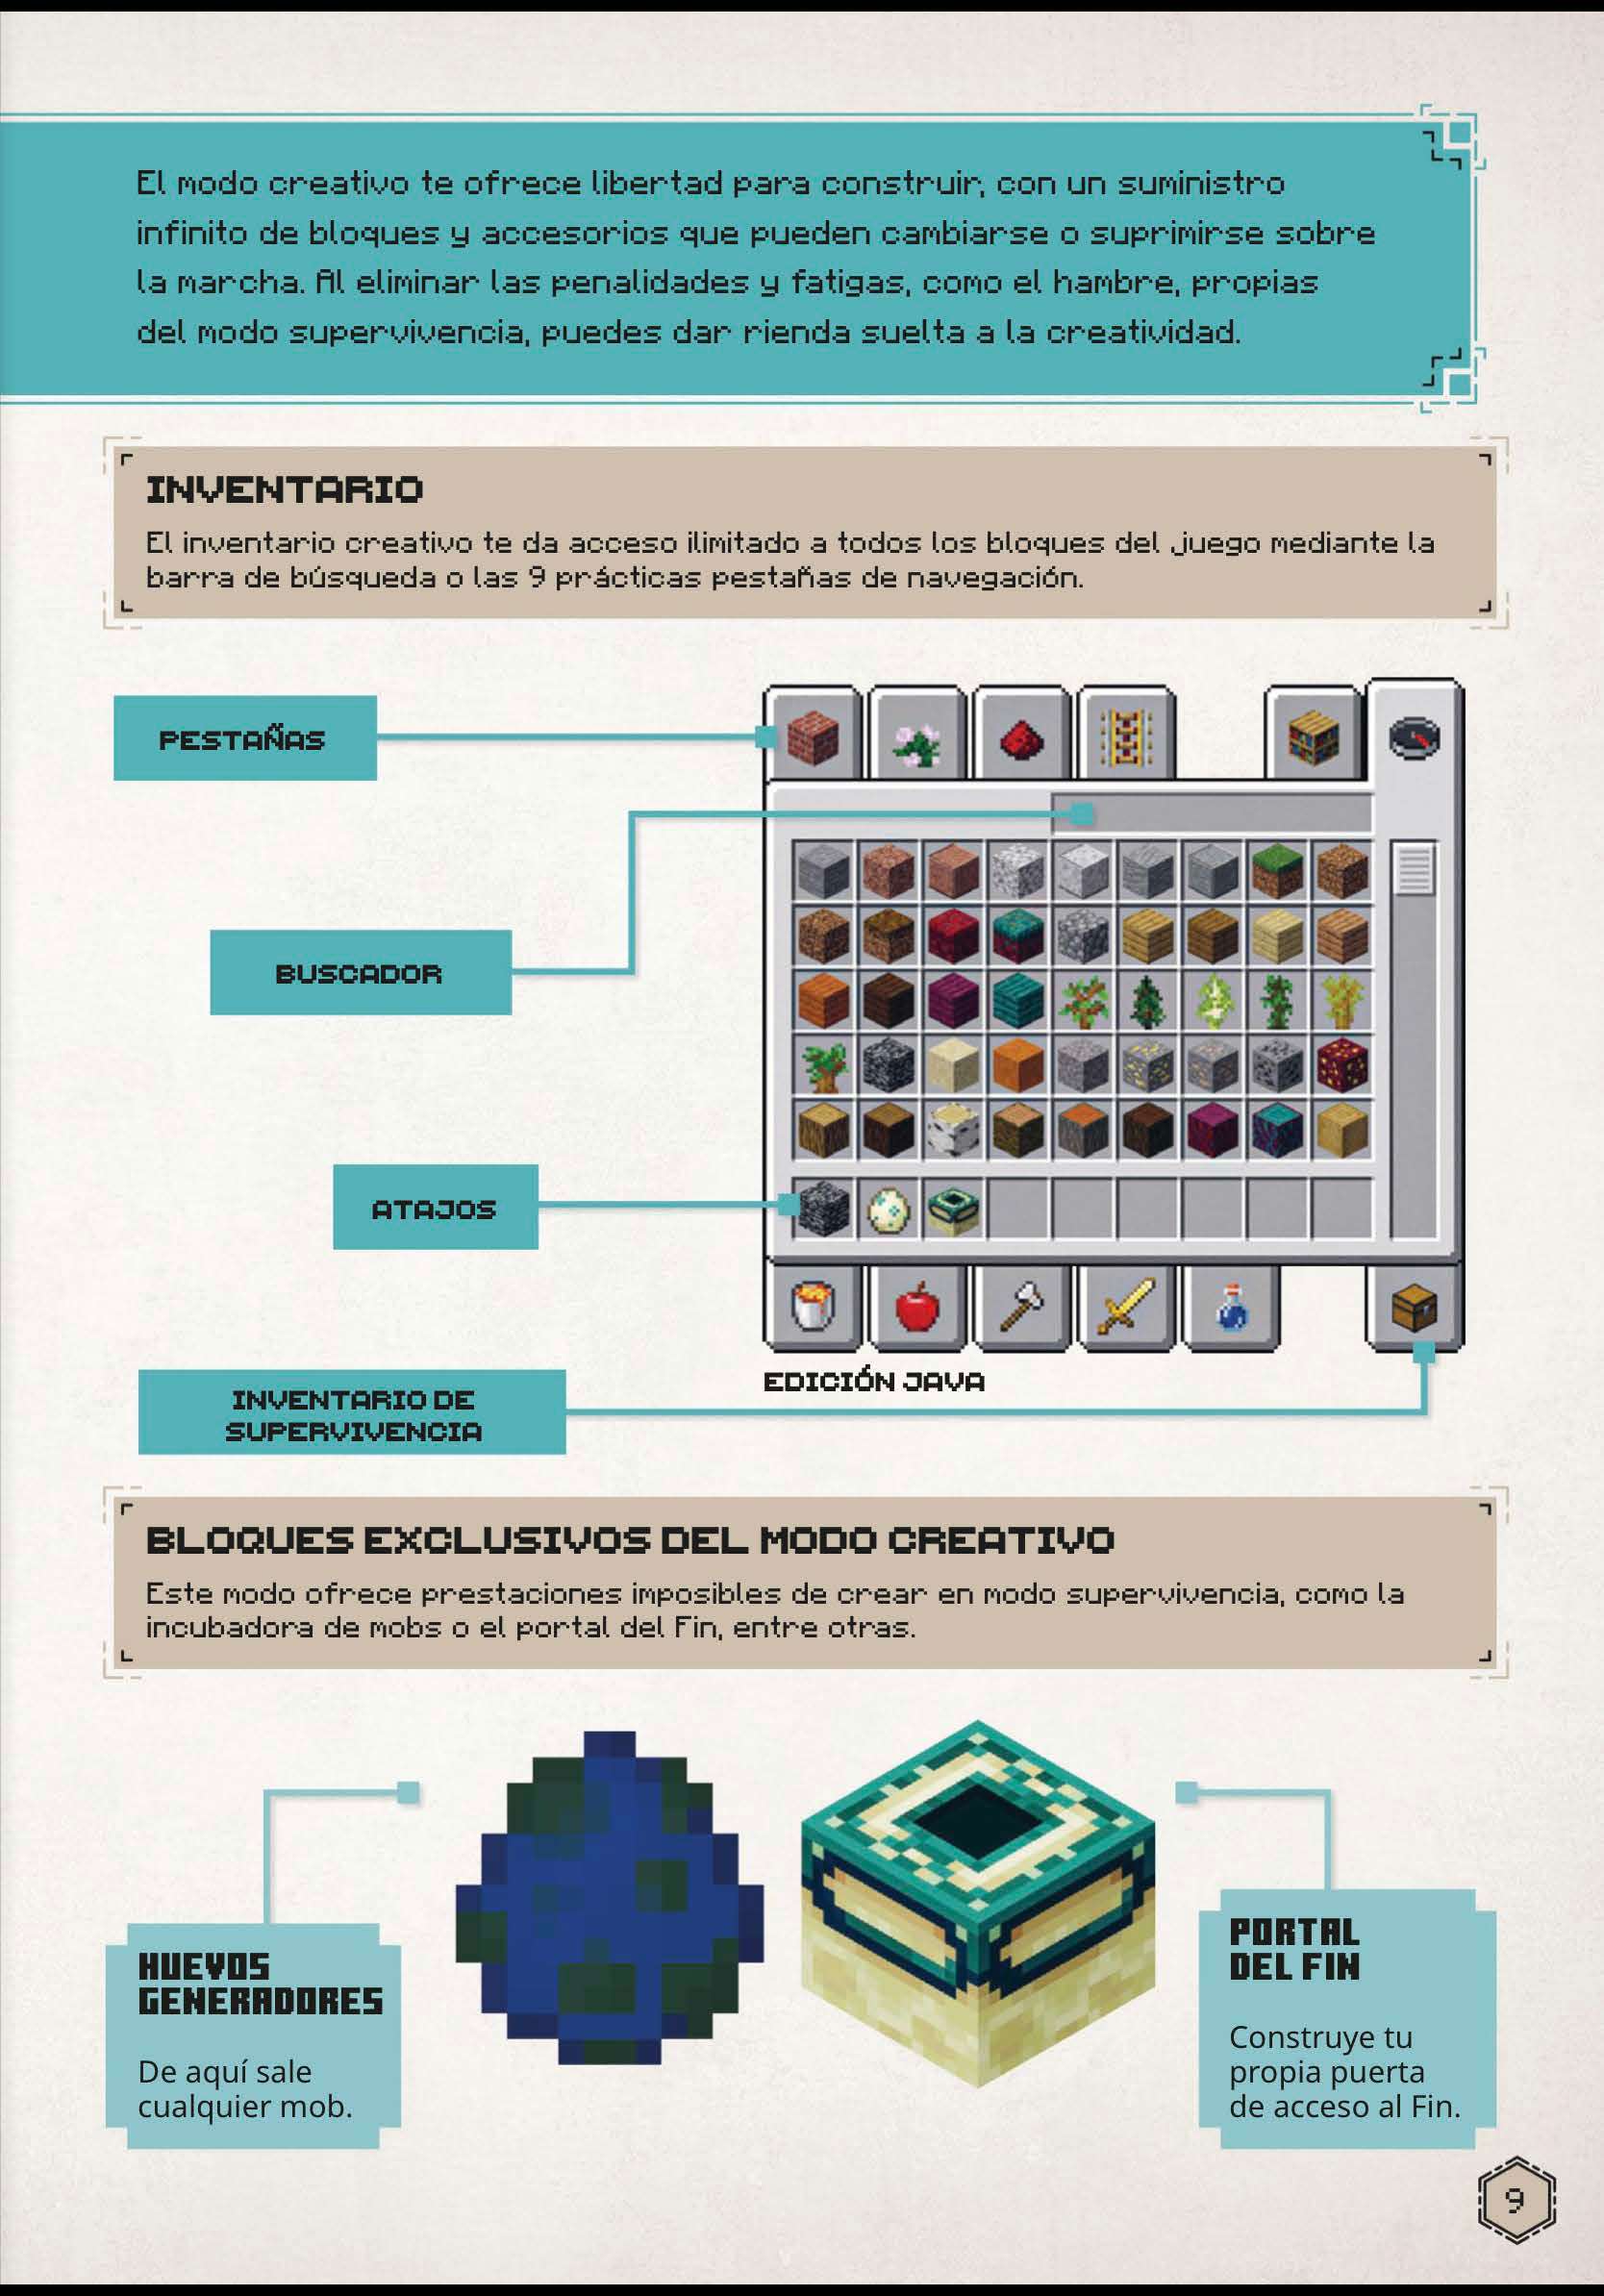 El modo creativo te ofrece libertad para construir, con un suministro
infinito de bloques y accesorios que pueden cambiarse o suprimirse sobre
la marcha. Al eliminar las penalidades y fatigas, como el hambre, propias
del modo supervivencia, puedes dar rienda suelta a la creatividad.
INVENTARIO
El inventario creativo te da acceso ilimitado a todos los bloques del juego mediante la
barra de búsqueda o las 9 prácticas pestañas de navegación.
PESTAÑAS
BUSCADOR
ATAJOS
EDICIÓN JAVA
INVENTARIO DE
SUPERVIVENCIA
BLOQUES EXCLUSIVOS DEL MODO CREATIVO
Este modo ofrece prestaciones imposibles de crear en modo supervivencia, como la
incubadora de mobs o el portal del Fin, entre otras.
HUEVOS
GENERADORES
De aquí sale
cualquier mob.
PORTAL
DEL FIN
Construye tu
propia puerta
de acceso al Fin.
9